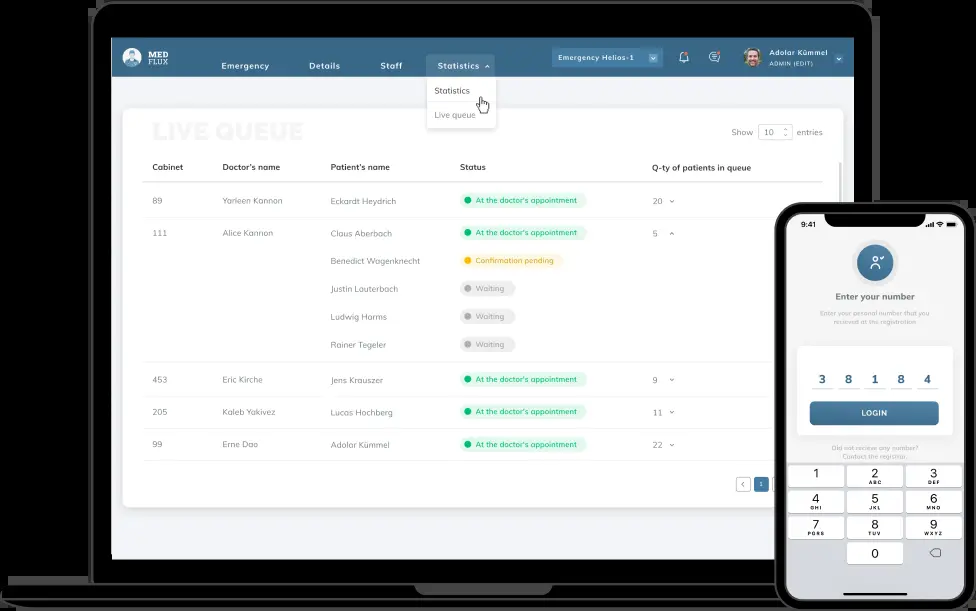 MED
FLUX
Emergency
Details
Staff
Statistics
Emergency Helios-1
Adolar Kümmel
ADMIN (EDIT)
Statistics
Live queue
LIVE QUEUE
Show 10 entries
Cabinet Doctor's name Patient's name Status Q-ty of patients in queue
89 Yarieen Kannon Eckardt Heydrich At the doctor's appointment 20
111 Alice Kannon Claus Aberbach At the doctor's appointment 5
Benedict Wagenknecht Confirmation pending
Justin Lauterbach Waiting
Ludwig Harms Waiting
Rainer Tegeler Waiting
453 Eric Kirche Jens Krauszer At the doctor's appointment 9
205 Kaleb Yakivez Lucas Hochberg At the doctor's appointment 11
99 Erne Dao Adolar Kümmel At the doctor's appointment 22
1
9:41
Enter your number
Enter your personal number that you
recieved at the registration
3 8 1 8 4
LOGIN
Did not recieve any number?
Contact the registrar.
1 2 3
ABC DEF
4 5 6
GHI JKL MNO
7 8 9
PQRS TUV WXYZ
0